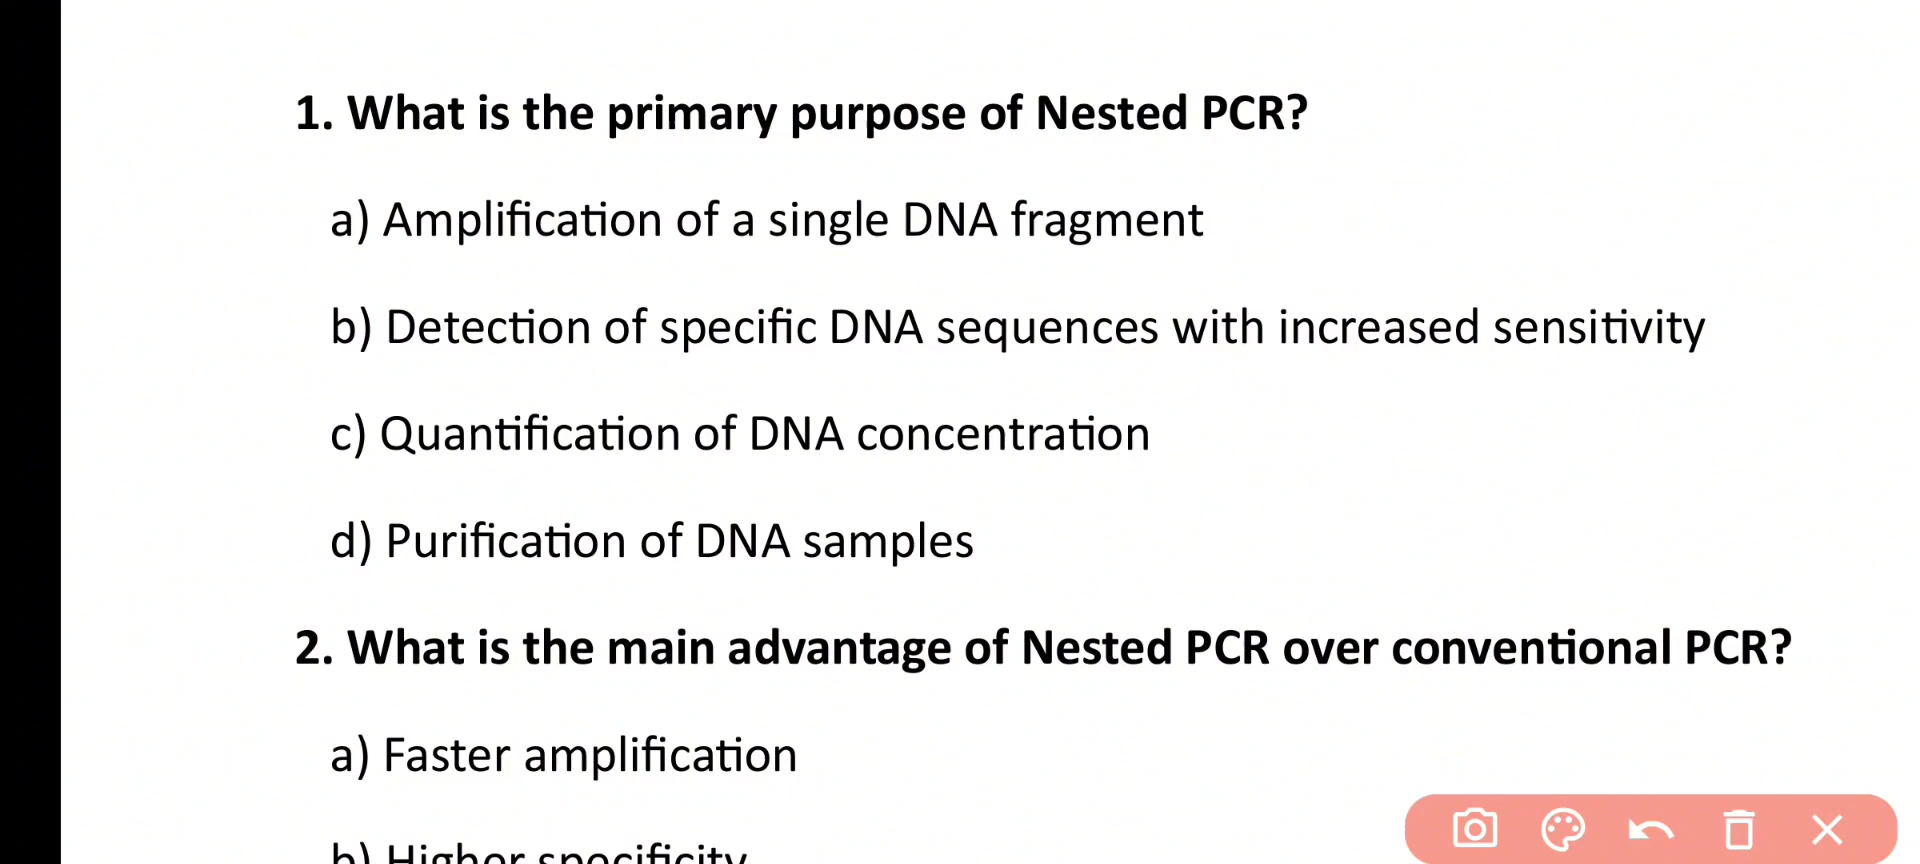 1. What is the primary purpose of Nested PCR?
a) Amplification of a single DNA fragment
b) Detection of specific DNA sequences with increased sensitivity
c) Quantification of DNA concentration
d) Purification of DNA samples
2. What is the main advantage of Nested PCR over conventional PCR?
a) Faster amplification
b) Higher specificity